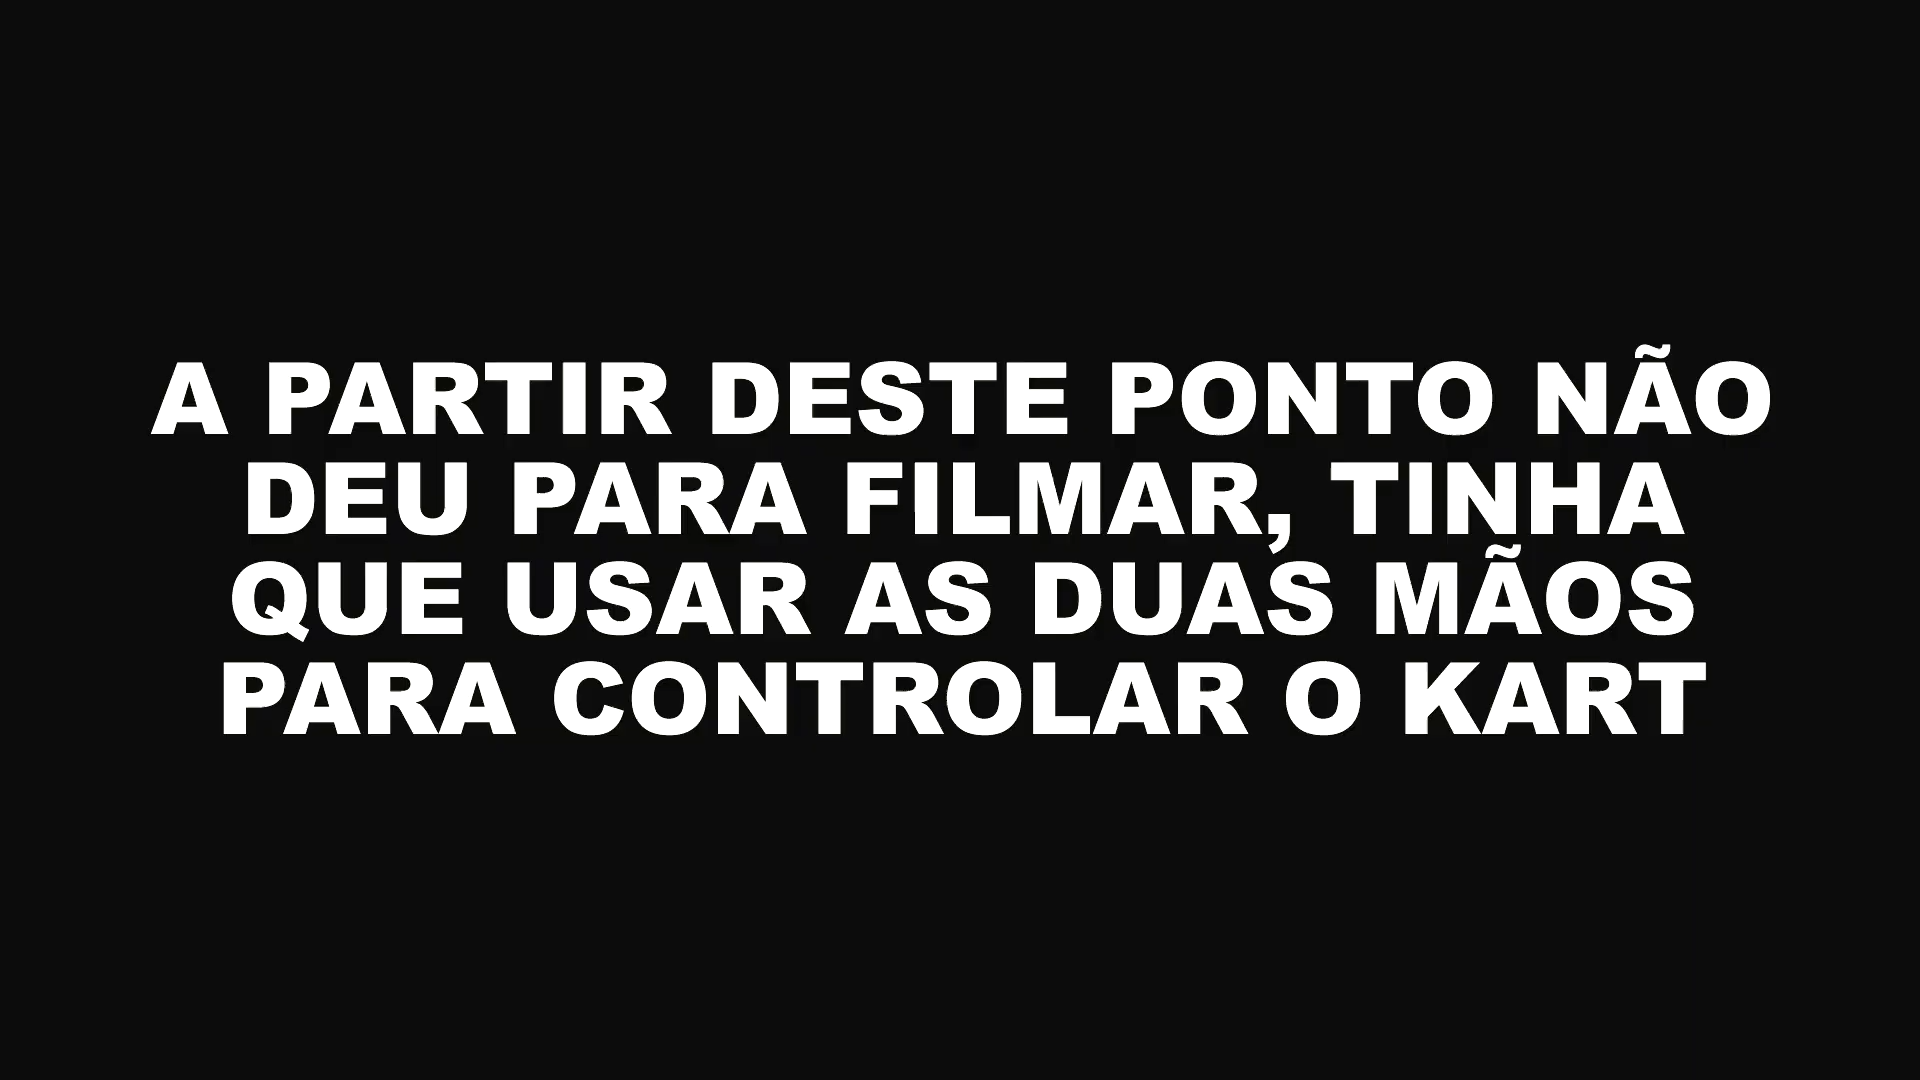 A PARTIR DESTE PONTO NÃO
DEU PARA FILMAR, TINHA
QUE USAR AS DUAS MÃOS
PARA CONTROLAR O KART